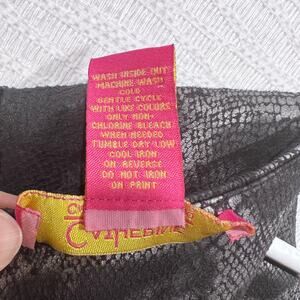 WASH INSIDE OUT
MACHINE WASH
COLD
GENTLE CYCLE
WITH LIKE COLORS
ONLY NON-
CHLORINE BLEACH
WHEN NEEDED
TUMBLE DRY LOW
COOL IRON
ON REVERSE
DO NOT IRON
ON PRINT